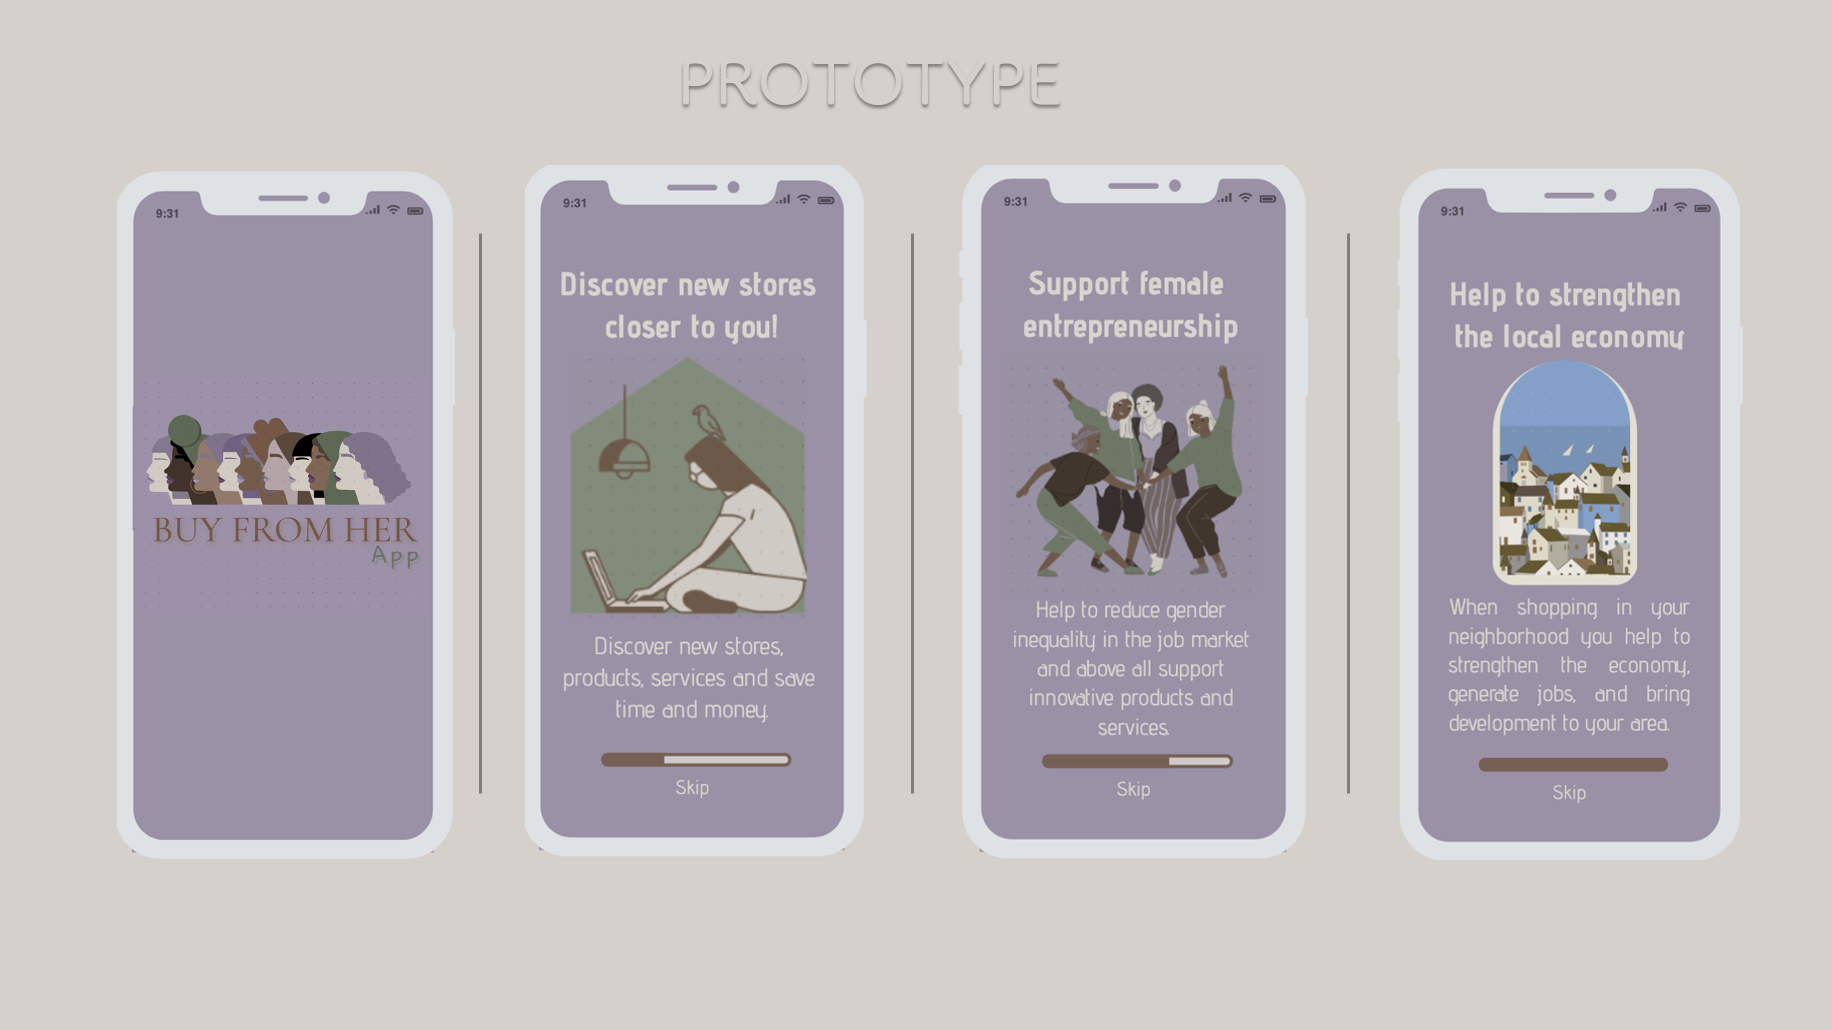 PROTOTYPE
9:31
BUY FROM HER
App
9:31
Discover new stores
closer to you!
Discover new stores,
products, services and save
time and money.
Skip
9:31
Support female
entrepreneurship
Help to reduce gender
inequality in the job market
and above all support
innovative products and
services.
Skip
9:31
Help to strengthen
the local economy
When shopping in your
neighborhood you help to
strengthen the economy,
generate jobs, and bring
development to your area.
Skip